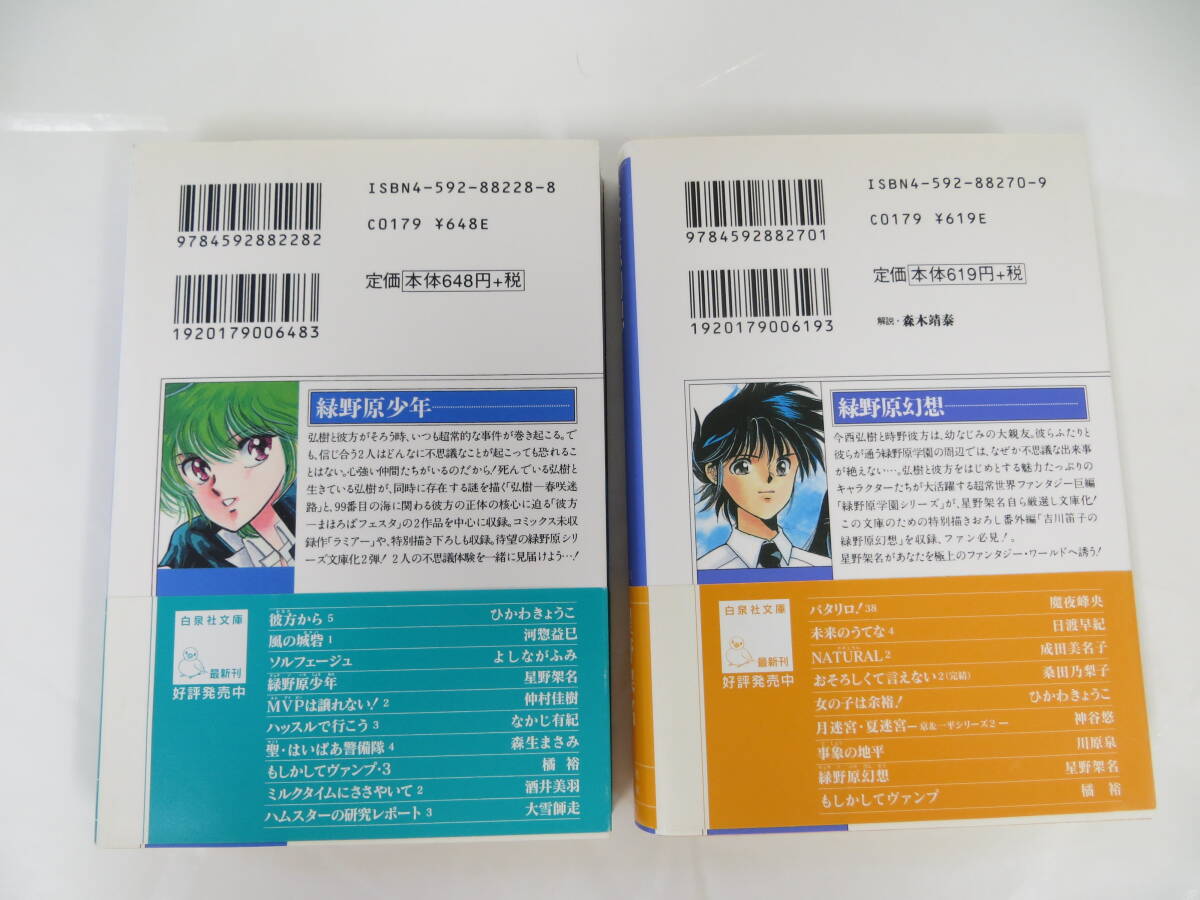 ISBN4-592-88228-8
9784592882282
C0179 ¥648E
定価 本体648円+税
1920179006483
緑野原少年
弘樹と彼方がそろう時、いつも超常的な事件が巻き起こる。で
も、信じ合う2人はどんなに不思議なことが起こっても恐れるこ
とはない。心強い仲間たちがいるのだから!死んでいる弘樹と
生きている弘樹が、同時に存在する謎を描く「弘樹―春咲迷
路」と、99番目の海に関わる彼方の正体の核心に迫る「彼方
―まほろばフェスタ」の2作品を中心に収録。コミックス未収
録作「ラミアー」や、特別描き下ろしも収録。待望の緑野原シリ
ーズ文庫化2弾! 2人の不思議体験を一緒に見届けよう…!
白泉社文庫
最新刊
好評発売中
彼方から 5 ひかわきょうこ
風の城砦 1 河惣益巳
ソルフェージュ よしながふみ
緑野原少年 星野架名
MVPは譲れない! 2 仲村佳樹
ハッスルで行こう 3 なかじ有紀
聖・はいぱあ警備隊 4 森生まさみ
もしかしてヴァンプ・3 橘 裕
ミルクタイムにささやいて 2 酒井美羽
ハムスターの研究レポート 3 大雪師走
ISBN4-592-88270-9
9784592882701
C0179 ¥619E
定価 本体619円+税
1920179006193
解説・森木靖泰
緑野原幻想
今西弘樹と時野彼方は、幼なじみの大親友。彼らふたりと
彼らが通う緑野原学園の周辺では、なぜか不思議な出来事
が絶えない…。弘樹と彼方をはじめとする魅力たっぷりの
キャラクターたちが大活躍する超常世界ファンタジー巨編
「緑野原学園シリーズ」が、星野架名自ら厳選し文庫化!
この文庫のための特別描きおろし番外編「吉川笛子の
緑野原幻想」を収録、ファン必見!。
星野架名があなたを極上のファンタジー・ワールドへ誘う!
白泉社文庫
最新刊
好評発売中
パタリロ! 38 魔夜峰央
未来のうてな 4 日渡早紀
NATURAL 2 成田美名子
おそろしくて言えない 2(完結) 桑田乃梨子
女の子は余裕! ひかわきょうこ
月迷宮・夏迷宮―京&一平シリーズ2― 神谷悠
事象の地平 川原泉
緑野原幻想 星野架名
もしかしてヴァンプ 橘 裕